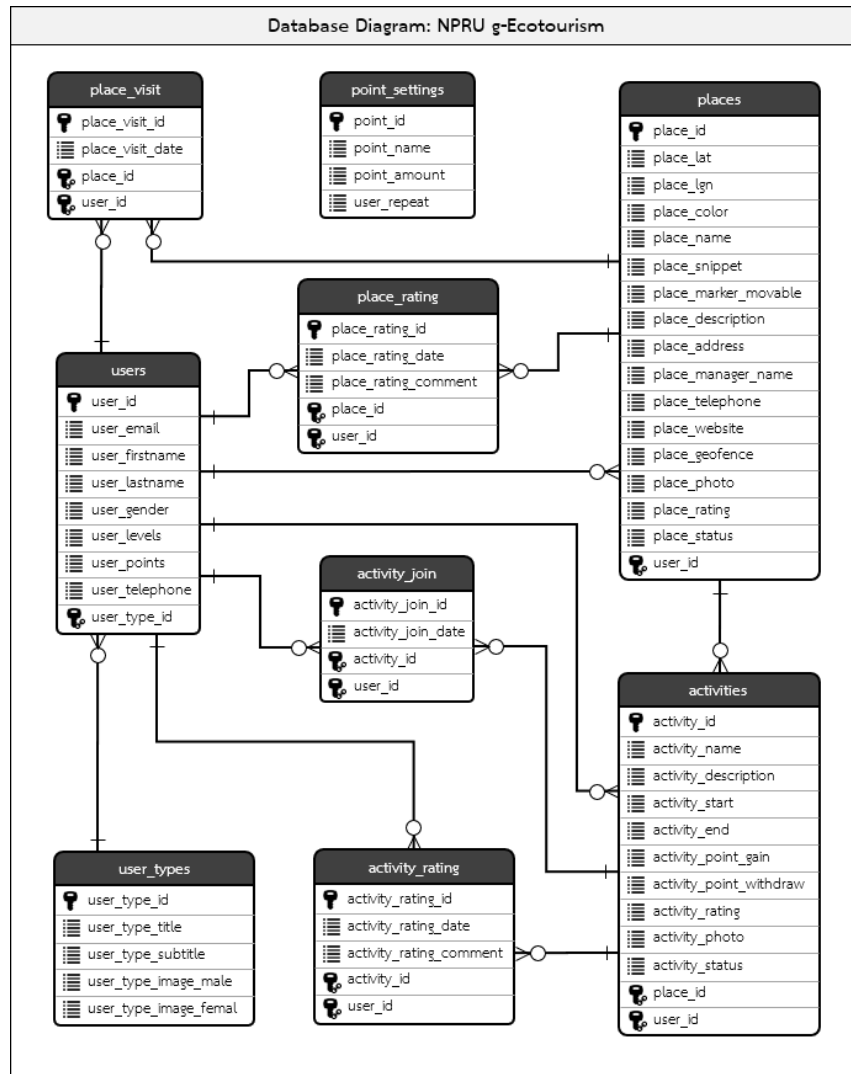 Database Diagram: NPRU g-Ecotourism
place_visit
place_visit_id
place_visit_date
place_id
user_id
point_settings
point_id
point_name
point_amount
user_repeat
places
place_id
place_lat
place_lgn
place_color
place_name
place_snippet
place_marker_movable
place_description
place_address
place_manager_name
place_telephone
place_website
place_geofence
place_photo
place_rating
place_status
user_id
place_rating
place_rating_id
place_rating_date
place_rating_comment
place_id
user_id
users
user_id
user_email
user_firstname
user_lastname
user_gender
user_levels
user_points
user_telephone
user_type_id
activity_join
activity_join_id
activity_join_date
activity_id
user_id
activities
activity_id
activity_name
activity_description
activity_start
activity_end
activity_point_gain
activity_point_withdraw
activity_rating
activity_photo
activity_status
place_id
user_id
user_types
user_type_id
user_type_title
user_type_subtitle
user_type_image_male
user_type_image_femal
activity_rating
activity_rating_id
activity_rating_date
activity_rating_comment
activity_id
user_id